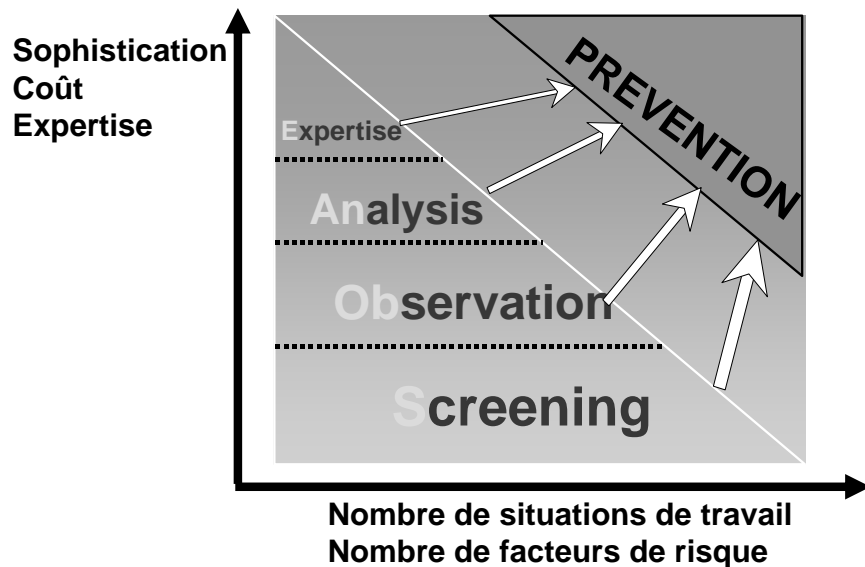 Sophistication
Coût
Expertise
PREVENTION
Expertise
Analysis
Observation
Screening
Nombre de situations de travail
Nombre de facteurs de risque